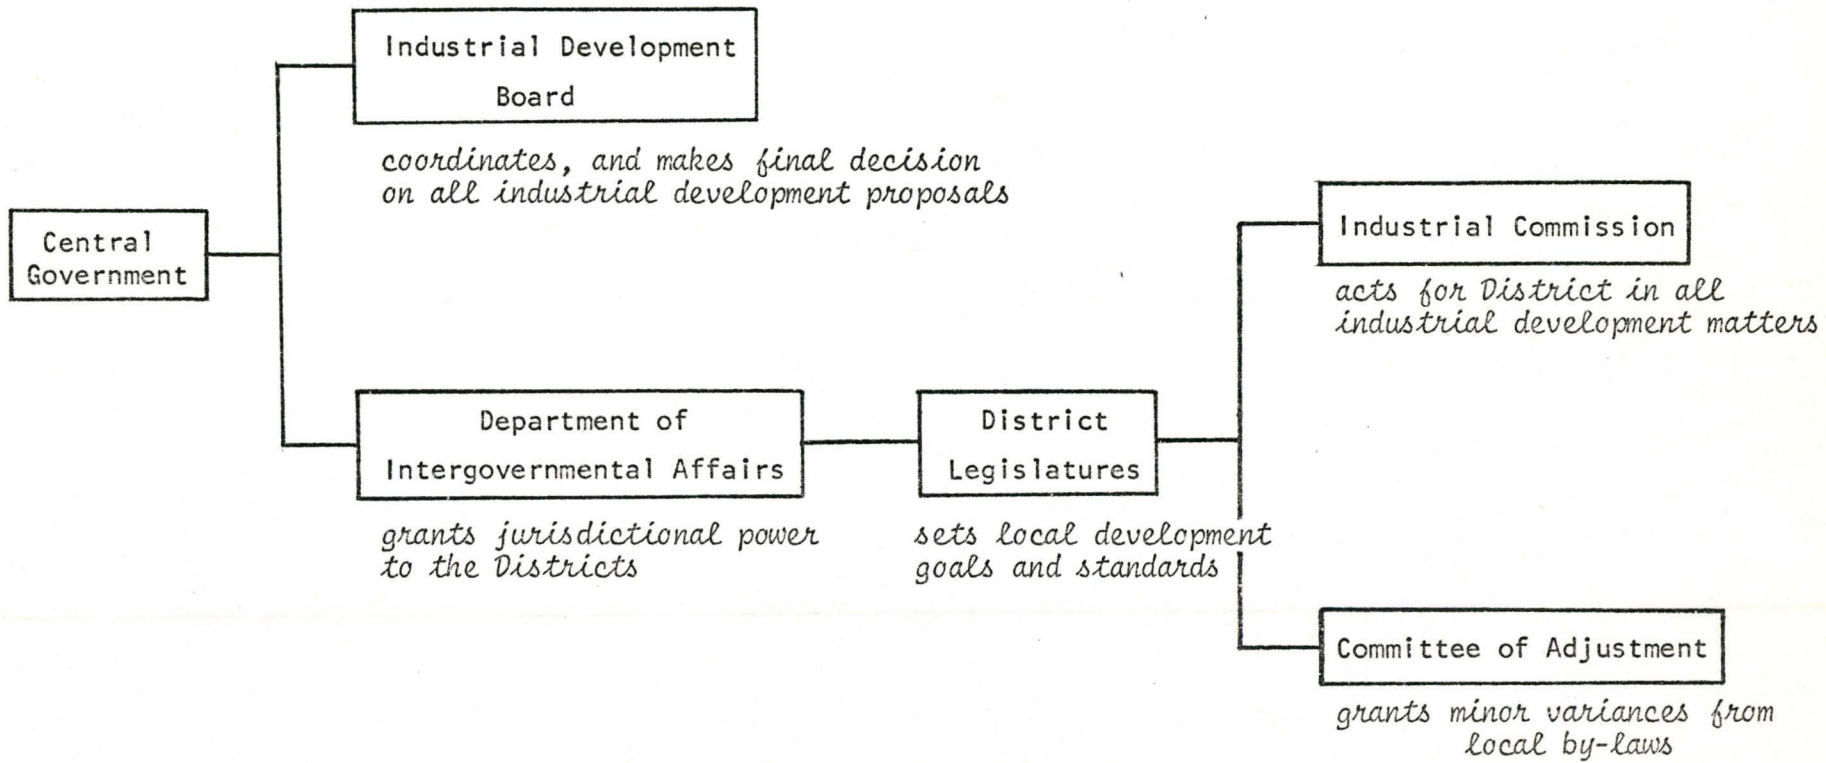 Industrial Development
Board
coordinates, and makes final decision
on all industrial development proposals
Central
Government
Industrial Commission
acts for District in all
industrial development matters
Department of
Intergovernmental Affairs
grants jurisdictional power
to the Districts
District
Legislatures
sets local development
goals and standards
Committee of Adjustment
grants minor variances from
local by-laws